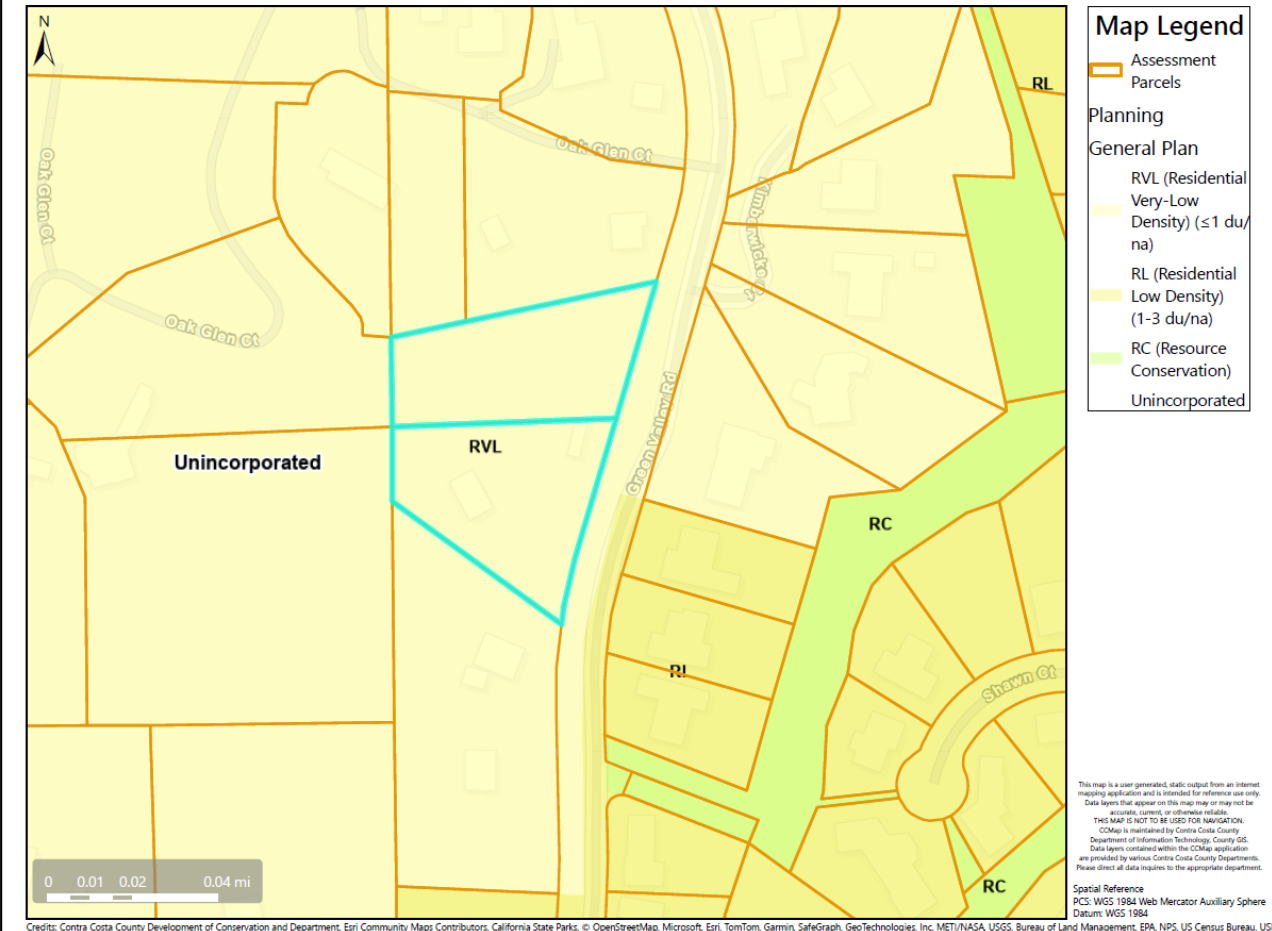 N
Map Legend
Assessment
Parcels
Planning
General Plan
RVL (Residential
Very-Low
Density) (≤1 du/
na)
RL (Residential
Low Density)
(1-3 du/na)
RC (Resource
Conservation)
Unincorporated
RL
Oak Glen Ct
Oak Glen Ct
Kimberwicke Ct
Oak Glen Ct
Green Valley Rd
RVL
Unincorporated
RC
RL
Shawn Ct
RC
0 0.01 0.02 0.04 mi
This map is a user generated, static output from an internet
mapping application and is intended for reference use only.
Data layers that appear on this map may or may not be
accurate, current, or otherwise reliable.
THIS MAP IS NOT TO BE USED FOR NAVIGATION.
CCMap is maintained by Contra Costa County
Department of Information Technology, County GIS.
Data layers contained within the CCMap application
are provided by various Contra Costa County Departments.
Please direct all data inquires to the appropriate department.
Spatial Reference
PCS: WGS 1984 Web Mercator Auxiliary Sphere
Datum: WGS 1984
Credits: Contra Costa County Development of Conservation and Department, Esri Community Maps Contributors, California State Parks, © OpenStreetMap, Microsoft, Esri, TomTom, Garmin, SafeGraph, GeoTechnologies, Inc, METI/NASA, USGS, Bureau of Land Management, EPA, NPS, US Census Bureau,